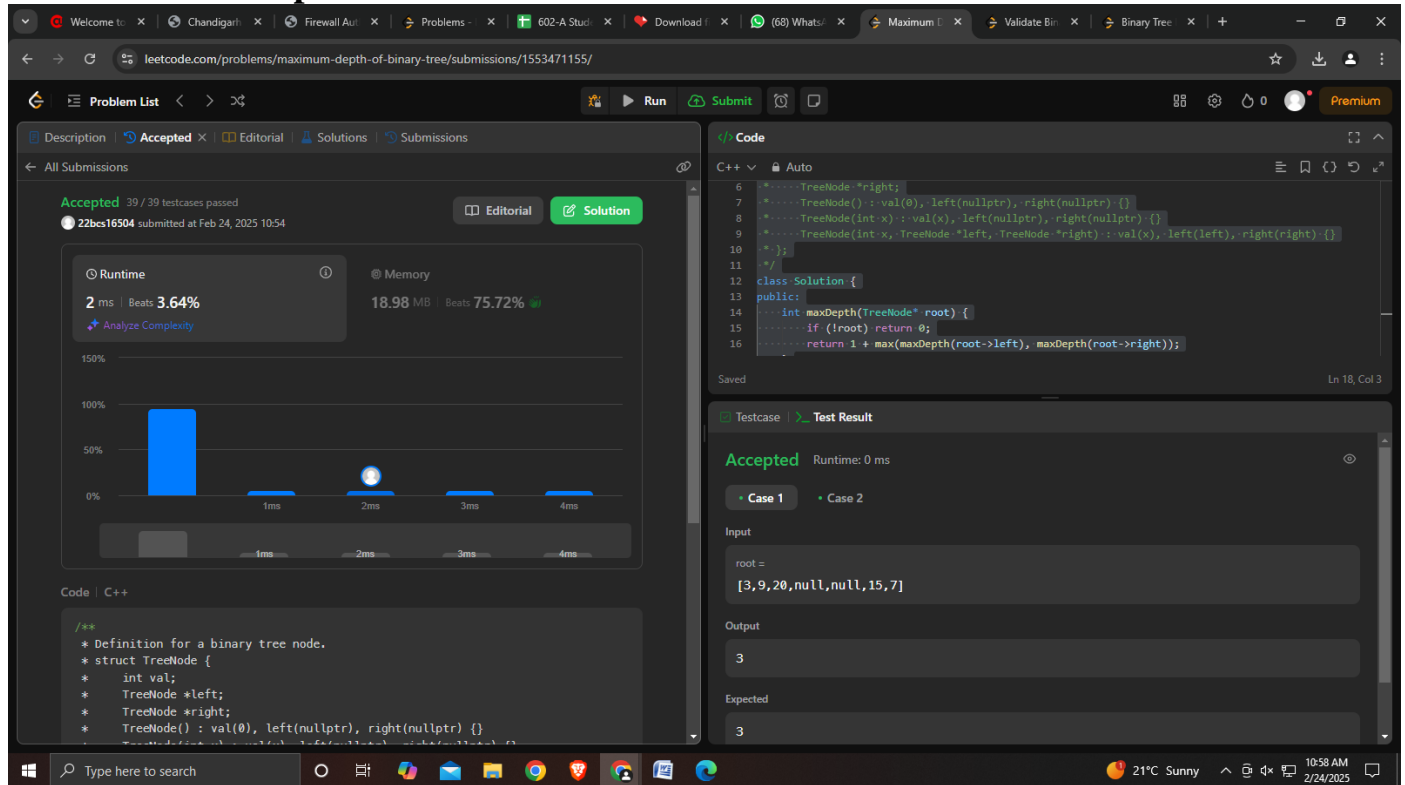 Welcome to
Chandigarh
Firewall Aut
Problems -
602-A Stud
Download f
(68) Whats
Maximum D
Validate Bin
Binary Tree
leetcode.com/problems/maximum-depth-of-binary-tree/submissions/1553471155/
Problem List
Run
Submit
0
Premium
Description
Accepted
Editorial
Solutions
Submissions
All Submissions
Accepted 39 / 39 testcases passed
22bcs16504 submitted at Feb 24, 2025 10:54
Editorial
Solution
Runtime
2 ms Beats 3.64%
Analyze Complexity
Memory
18.98 MB Beats 75.72%
150%
100%
50%
0%
1ms 2ms 3ms 4ms
1ms 2ms 3ms 4ms
Code C++
/**
* Definition for a binary tree node.
* struct TreeNode {
* int val;
* TreeNode *left;
* TreeNode *right;
* TreeNode() : val(0), left(nullptr), right(nullptr) {}
</> Code
C++ Auto
6 * TreeNode *right;
7 * TreeNode() : val(0), left(nullptr), right(nullptr) {}
8 * TreeNode(int x) : val(x), left(nullptr), right(nullptr) {}
9 * TreeNode(int x, TreeNode *left, TreeNode *right) : val(x), left(left), right(right) {}
10 * };
11 */
12 class Solution {
13 public:
14 int maxDepth(TreeNode* root) {
15 if (!root) return 0;
16 return 1 + max(maxDepth(root->left), maxDepth(root->right));
Saved
Ln 18, Col 3
Testcase
>_ Test Result
Accepted Runtime: 0 ms
• Case 1
• Case 2
Input
root =
[3,9,20,null,null,15,7]
Output
3
Expected
3
Type here to search
21°C Sunny
10:58 AM
2/24/2025